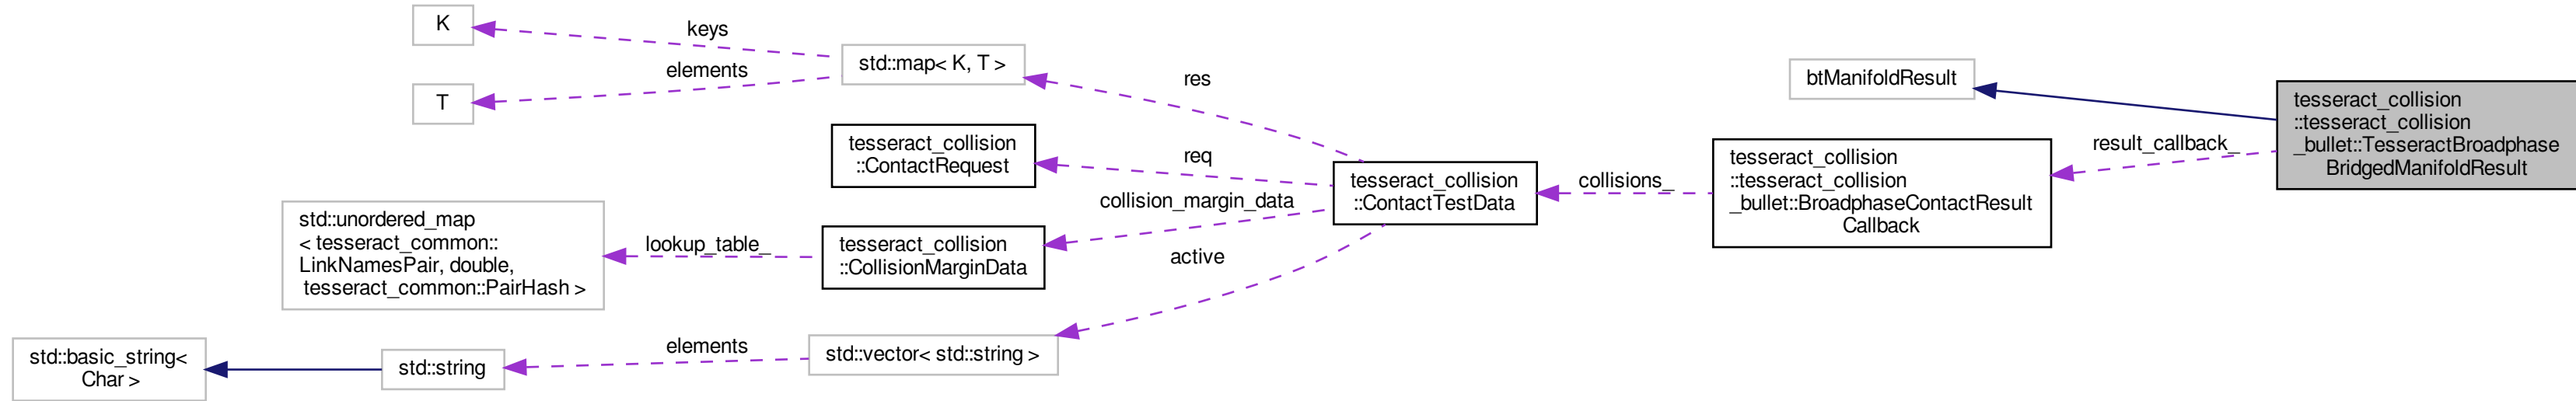 K
keys
std::map< K, T >
elements
T
res
btManifoldResult
tesseract_collision
::tesseract_collision
_bullet::TesseractBroadphase
BridgedManifoldResult
result_callback_
tesseract_collision
::ContactRequest
req
tesseract_collision
::tesseract_collision
_bullet::BroadphaseContactResult
Callback
collisions_
tesseract_collision
::ContactTestData
collision_margin_data
std::unordered_map
< tesseract_common::
LinkNamesPair, double,
tesseract_common::PairHash >
lookup_table_
tesseract_collision
::CollisionMarginData
active
std::basic_string<
Char >
std::string
elements
std::vector< std::string >